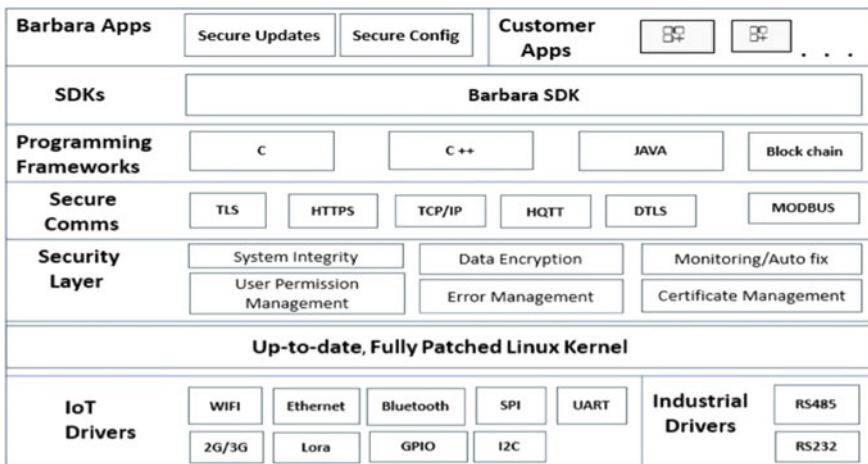 Barbara Apps
Secure Updates
Secure Config
Customer
Apps
. . .
SDKs
Barbara SDK
Programming
Frameworks
C
C ++
JAVA
Block chain
Secure
Comms
TLS
HTTPS
TCP/IP
HQTT
DTLS
MODBUS
Security
Layer
System Integrity
Data Encryption
Monitoring/Auto fix
User Permission
Management
Error Management
Certificate Management
Up-to-date, Fully Patched Linux Kernel
IoT
Drivers
WIFI
Ethernet
Bluetooth
SPI
UART
2G/3G
Lora
GPIO
I2C
Industrial
Drivers
RS485
RS232